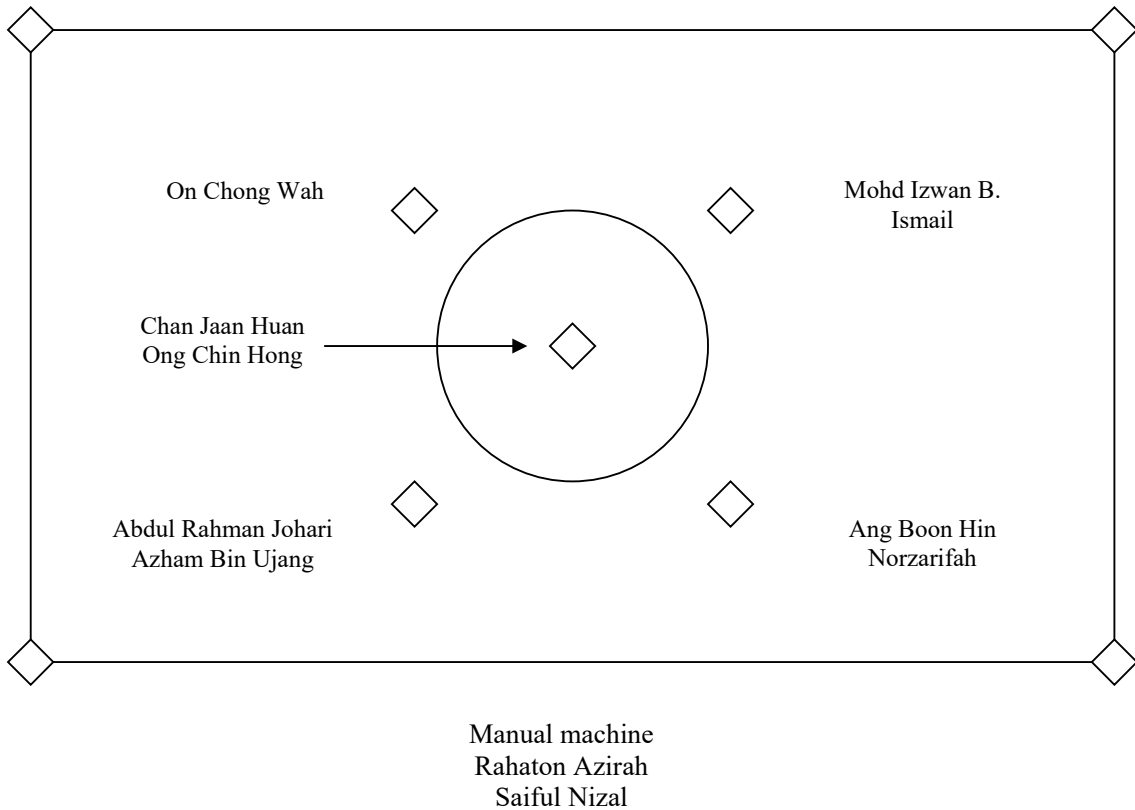 On Chong Wah
Mohd Izwan B.
Ismail
Chan Jaan Huan
Ong Chin Hong
Abdul Rahman Johari
Azham Bin Ujang
Ang Boon Hin
Norzarifah
Manual machine
Rahaton Azirah
Saiful Nizal